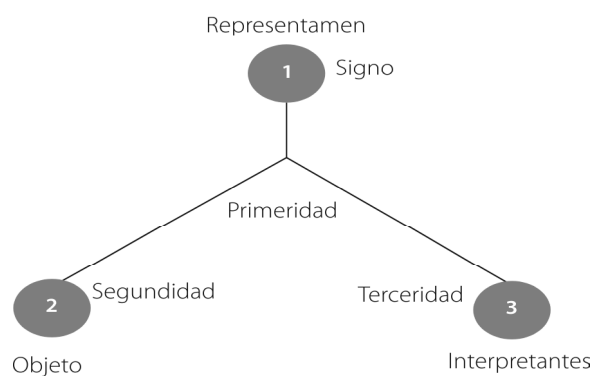 Representamen
1
Signo
Primeridad
Segundidad
Terceridad
2
3
Objeto
Interpretantes